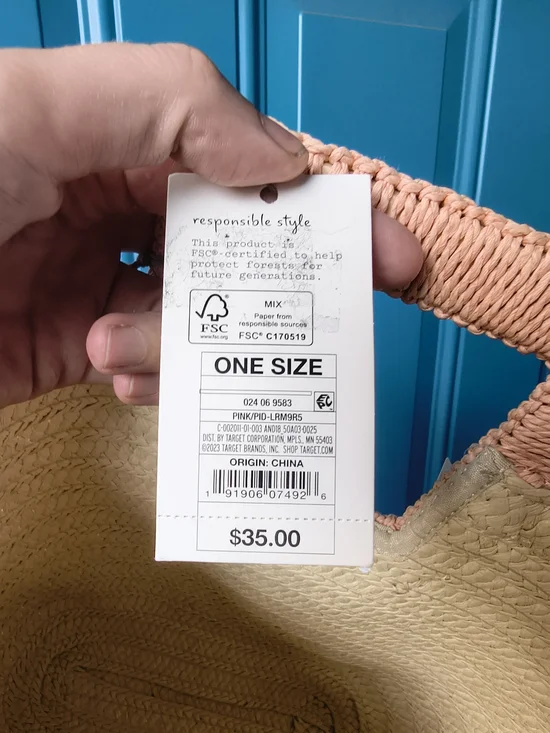 responsible style
This product is
FSC®-certified to help
protect forests for
future generations.
FSC
www.fsc.org
MIX
Paper from
responsible sources
FSC® C170519
ONE SIZE
024 06 9583
PINK/PID-LRM9R5
C-002011-01-003 AND18_50A03-0025
DIST. BY TARGET CORPORATION, MPLS., MN 55403
©2023 TARGET BRANDS, INC. SHOP TARGET.COM
ORIGIN: CHINA
1 91906 07492 6
$35.00